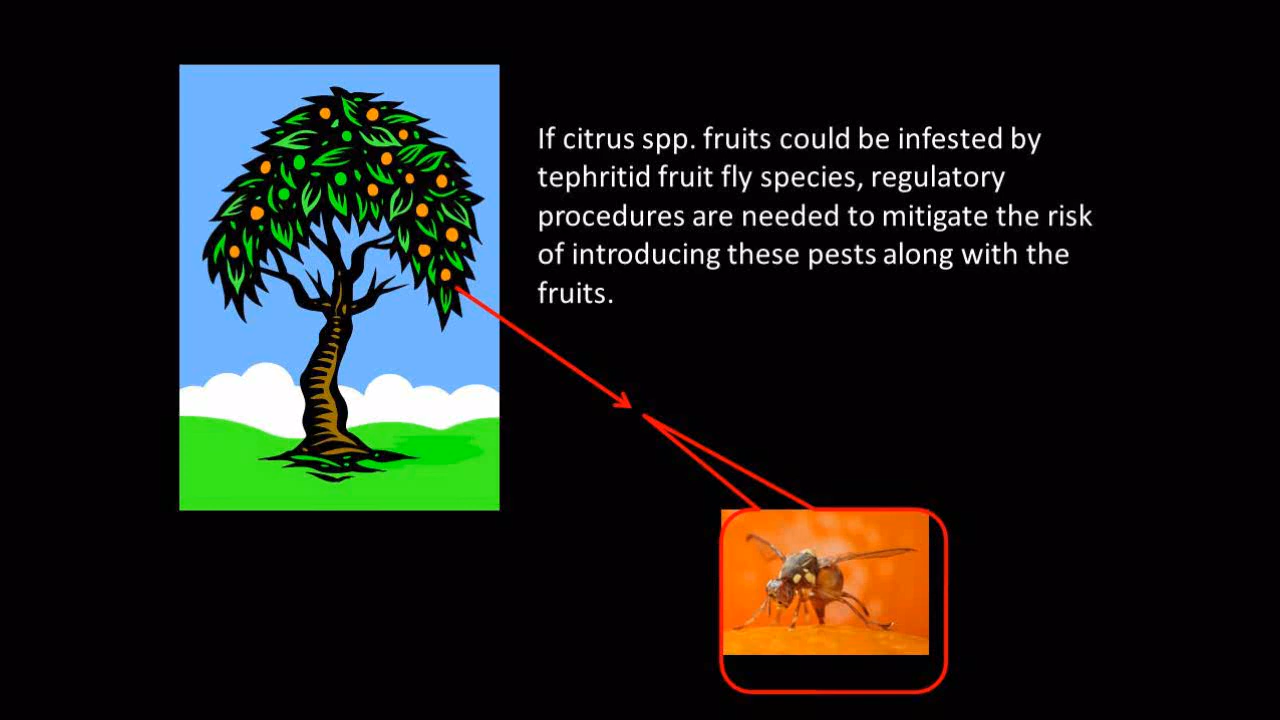 If citrus spp. fruits could be infested by
tephritid fruit fly species, regulatory
procedures are needed to mitigate the risk
of introducing these pests along with the
fruits.